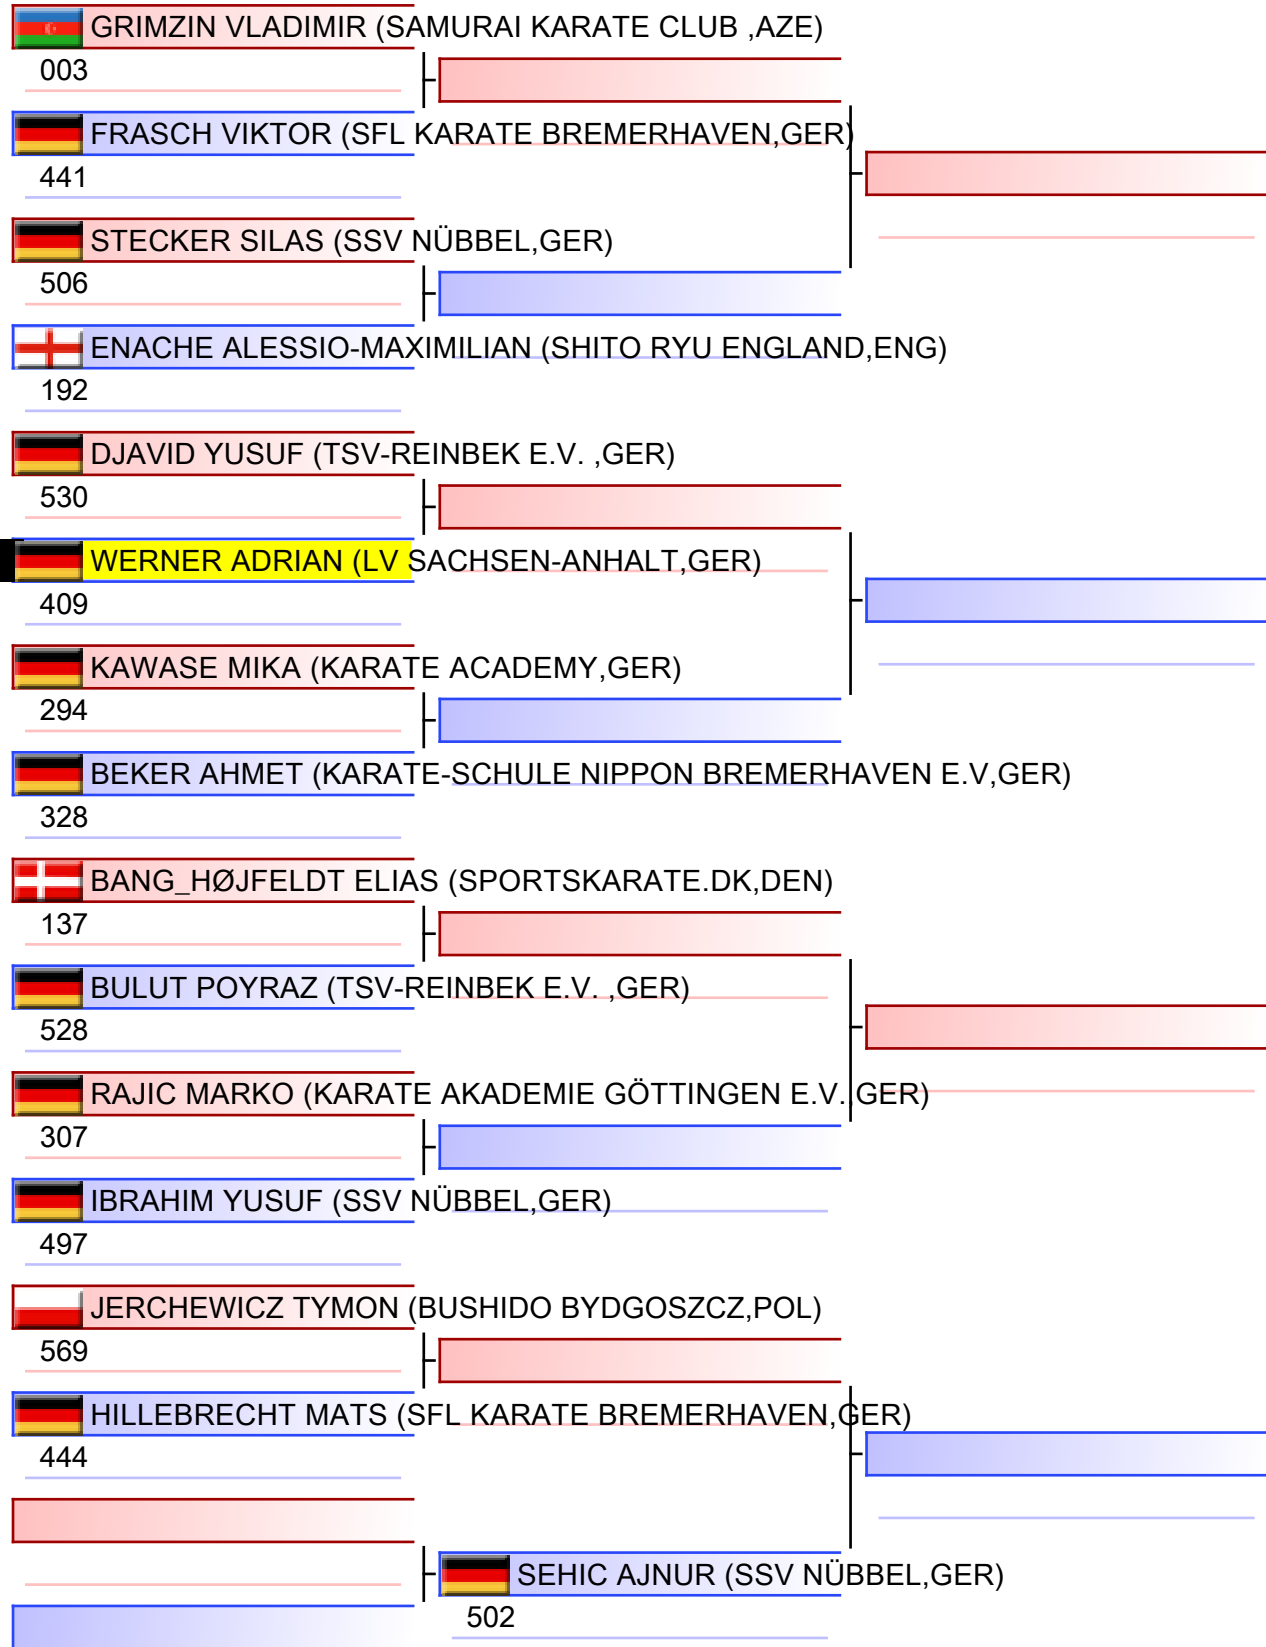 GRIMZIN VLADIMIR (SAMURAI KARATE CLUB ,AZE)
003
FRASCH VIKTOR (SFL KARATE BREMERHAVEN,GER)
441
STECKER SILAS (SSV NÜBBEL,GER)
506
ENACHE ALESSIO-MAXIMILIAN (SHITO RYU ENGLAND,ENG)
192
DJAVID YUSUF (TSV-REINBEK E.V. ,GER)
530
WERNER ADRIAN (LV SACHSEN-ANHALT,GER)
409
KAWASE MIKA (KARATE ACADEMY,GER)
294
BEKER AHMET (KARATE-SCHULE NIPPON BREMERHAVEN E.V,GER)
328
BANG_HØJFELDT ELIAS (SPORTSKARATE.DK,DEN)
137
BULUT POYRAZ (TSV-REINBEK E.V. ,GER)
528
RAJIC MARKO (KARATE AKADEMIE GÖTTINGEN E.V.,GER)
307
IBRAHIM YUSUF (SSV NÜBBEL,GER)
497
JERCHEWICZ TYMON (BUSHIDO BYDGOSZCZ,POL)
569
HILLEBRECHT MATS (SFL KARATE BREMERHAVEN,GER)
444
SEHIC AJNUR (SSV NÜBBEL,GER)
502